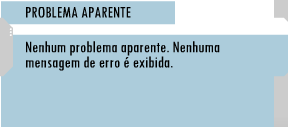 PROBLEMA APARENTE
Nenhum problema aparente. Nenhuma
mensagem de erro é exibida.